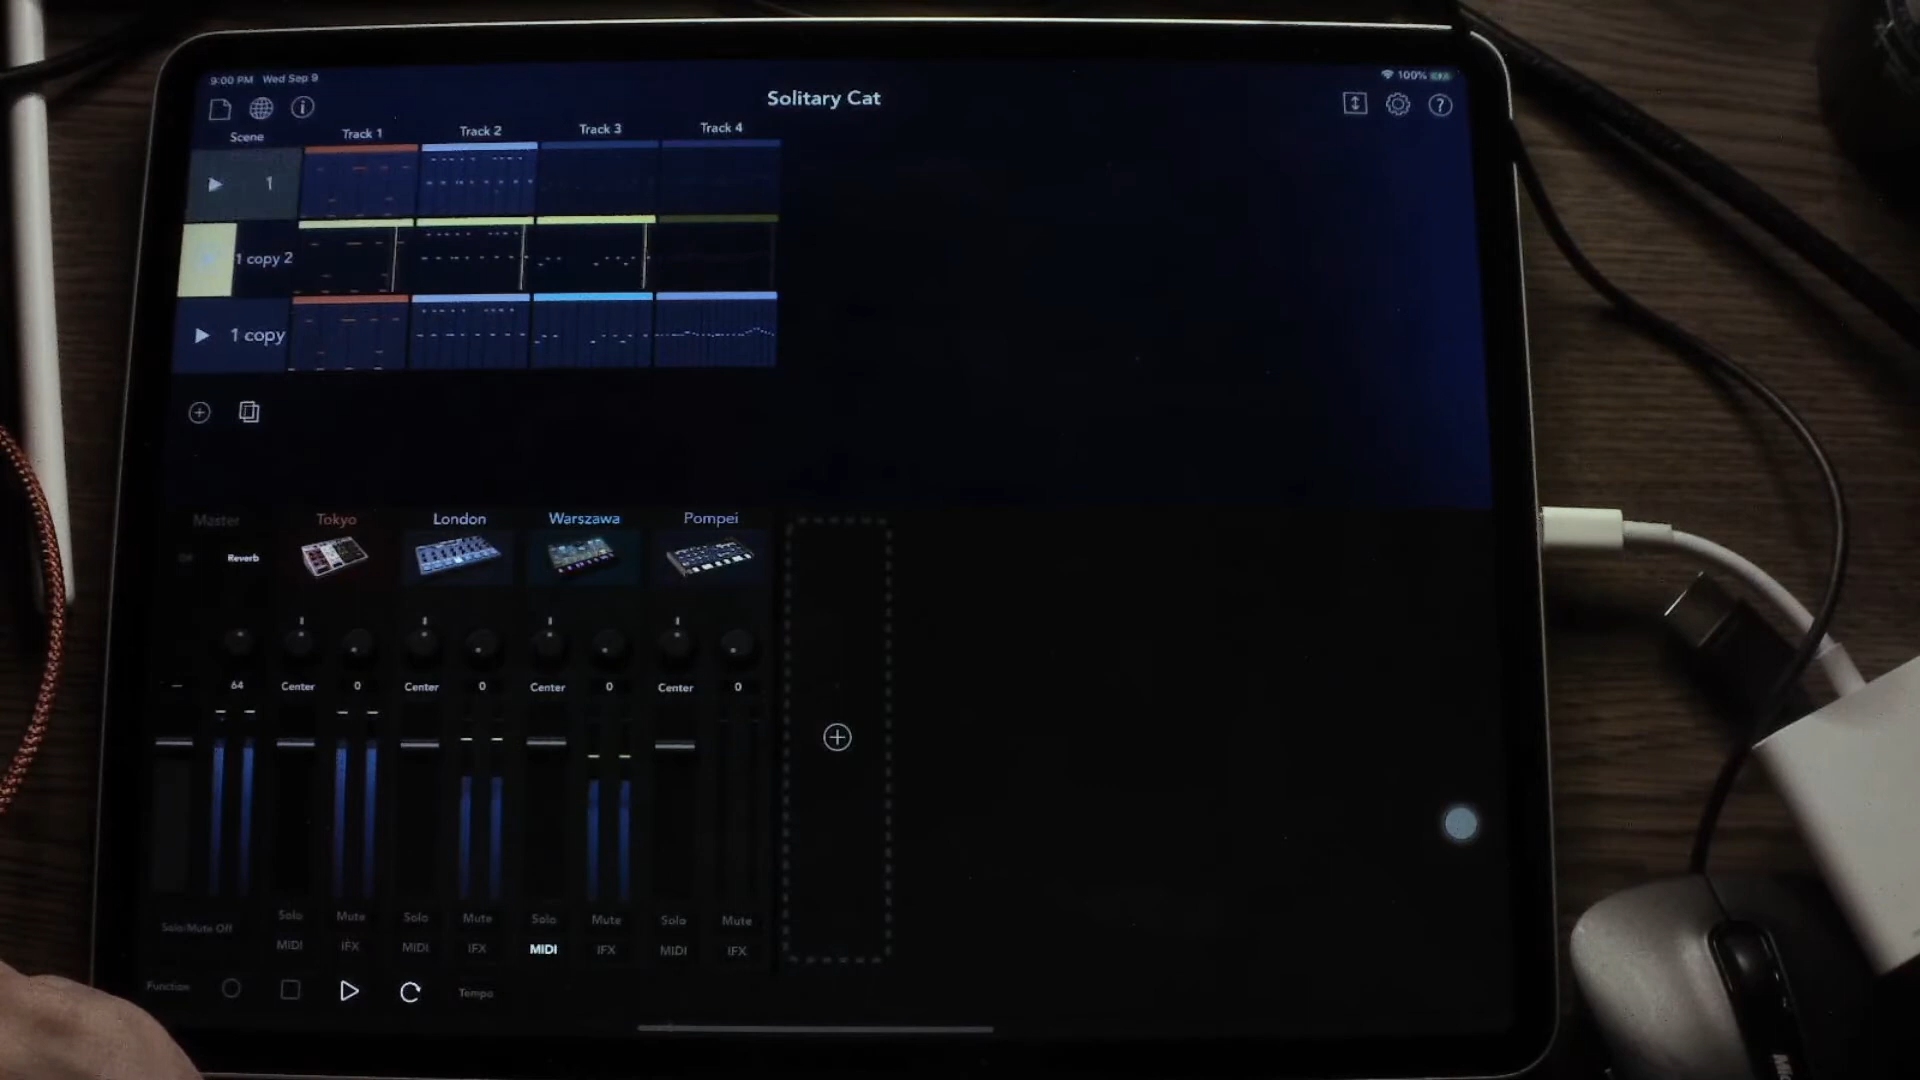 9:00 PM Wed Sep 9
100%
Solitary Cat
Scene Track 1 Track 2 Track 3 Track 4
1
1 copy 2
1 copy
Master Tokyo London Warszawa Pompei
Reverb
64 Center 0 Center 0 Center 0 Center 0
Solo/Mute Off Solo Mute Solo Mute Solo Mute Solo Mute
MIDI IFX MIDI IFX MIDI IFX MIDI IFX
Function Tempo